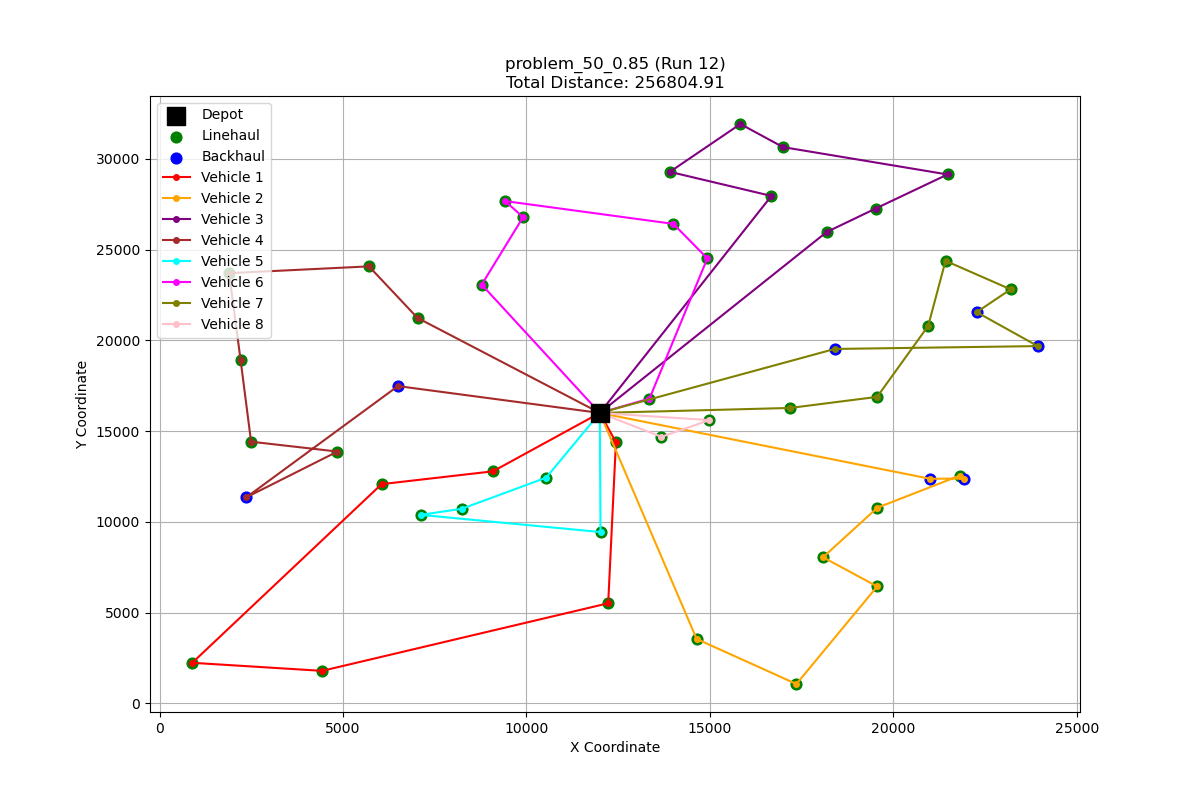 problem_50_0.85 (Run 12)
Total Distance: 256804.91
Depot
Linehaul
Backhaul
Vehicle 1
Vehicle 2
Vehicle 3
Vehicle 4
Vehicle 5
Vehicle 6
Vehicle 7
Vehicle 8
Y Coordinate
30000
25000
20000
15000
10000
5000
0
0 5000 10000 15000 20000 25000
X Coordinate